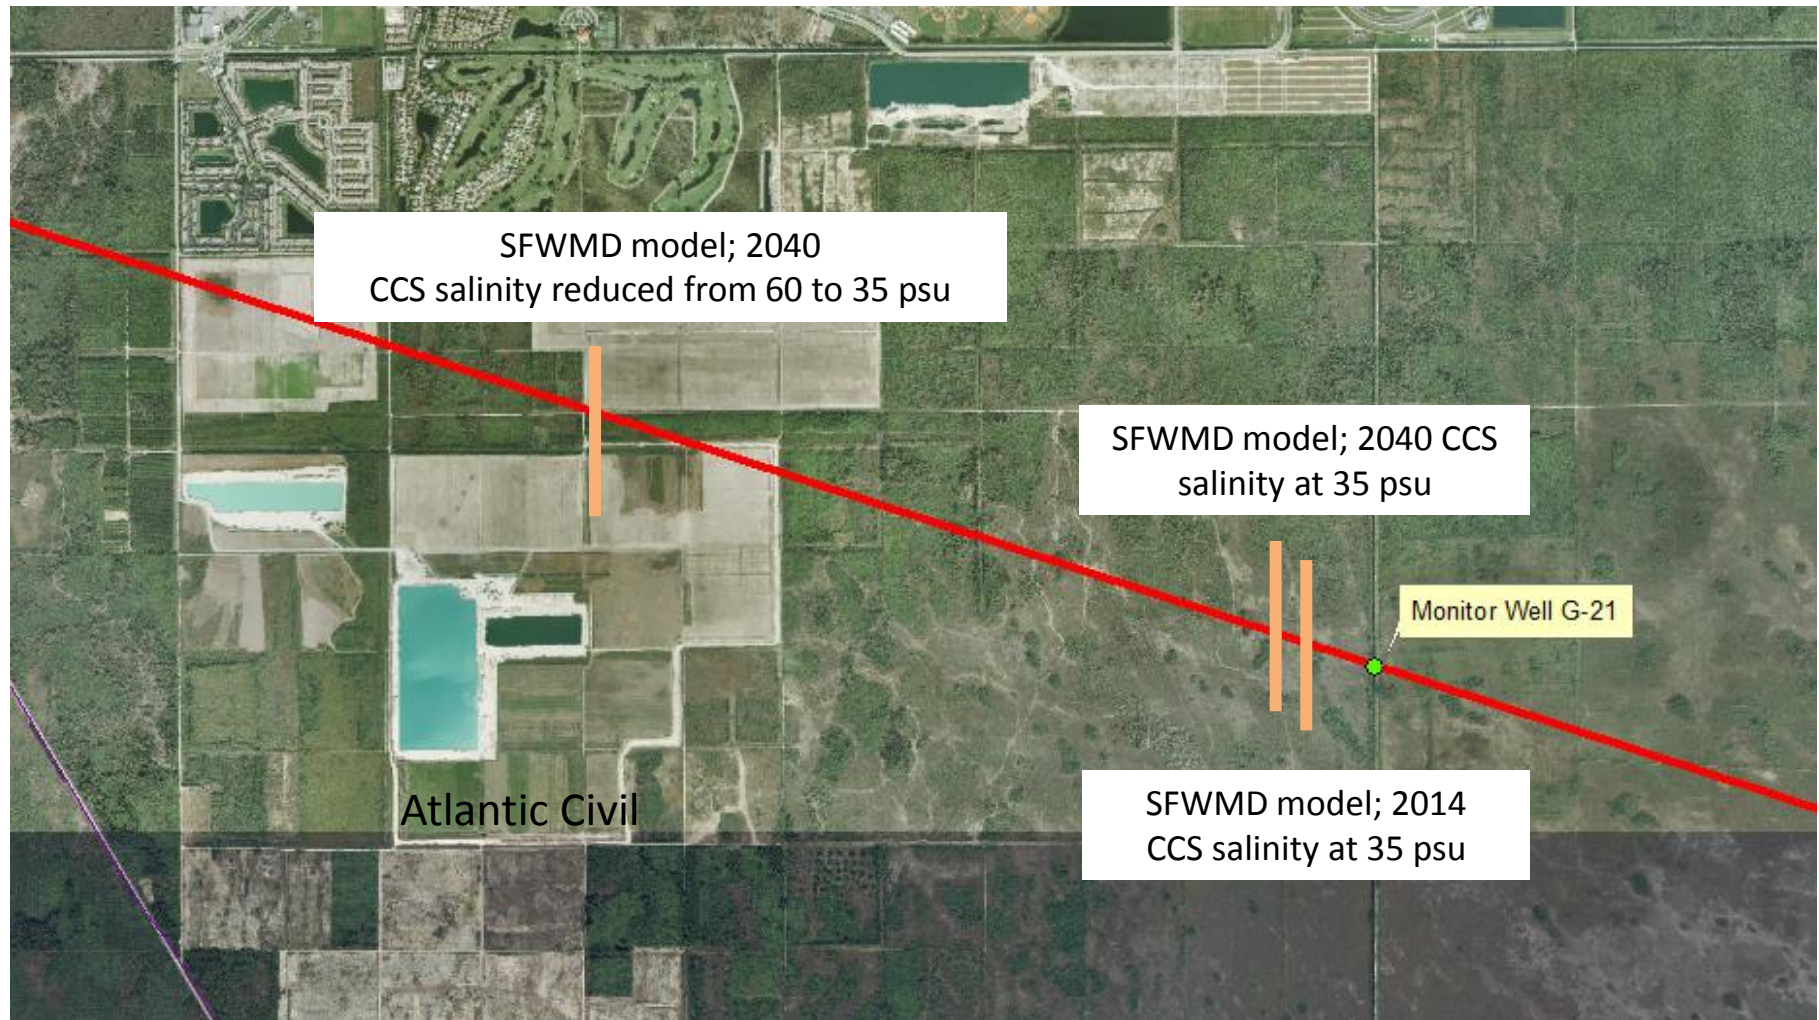 SFWMD model; 2040
CCS salinity reduced from 60 to 35 psu
SFWMD model; 2040 CCS
salinity at 35 psu
Monitor Well G-21
SFWMD model; 2014
CCS salinity at 35 psu
Atlantic Civil